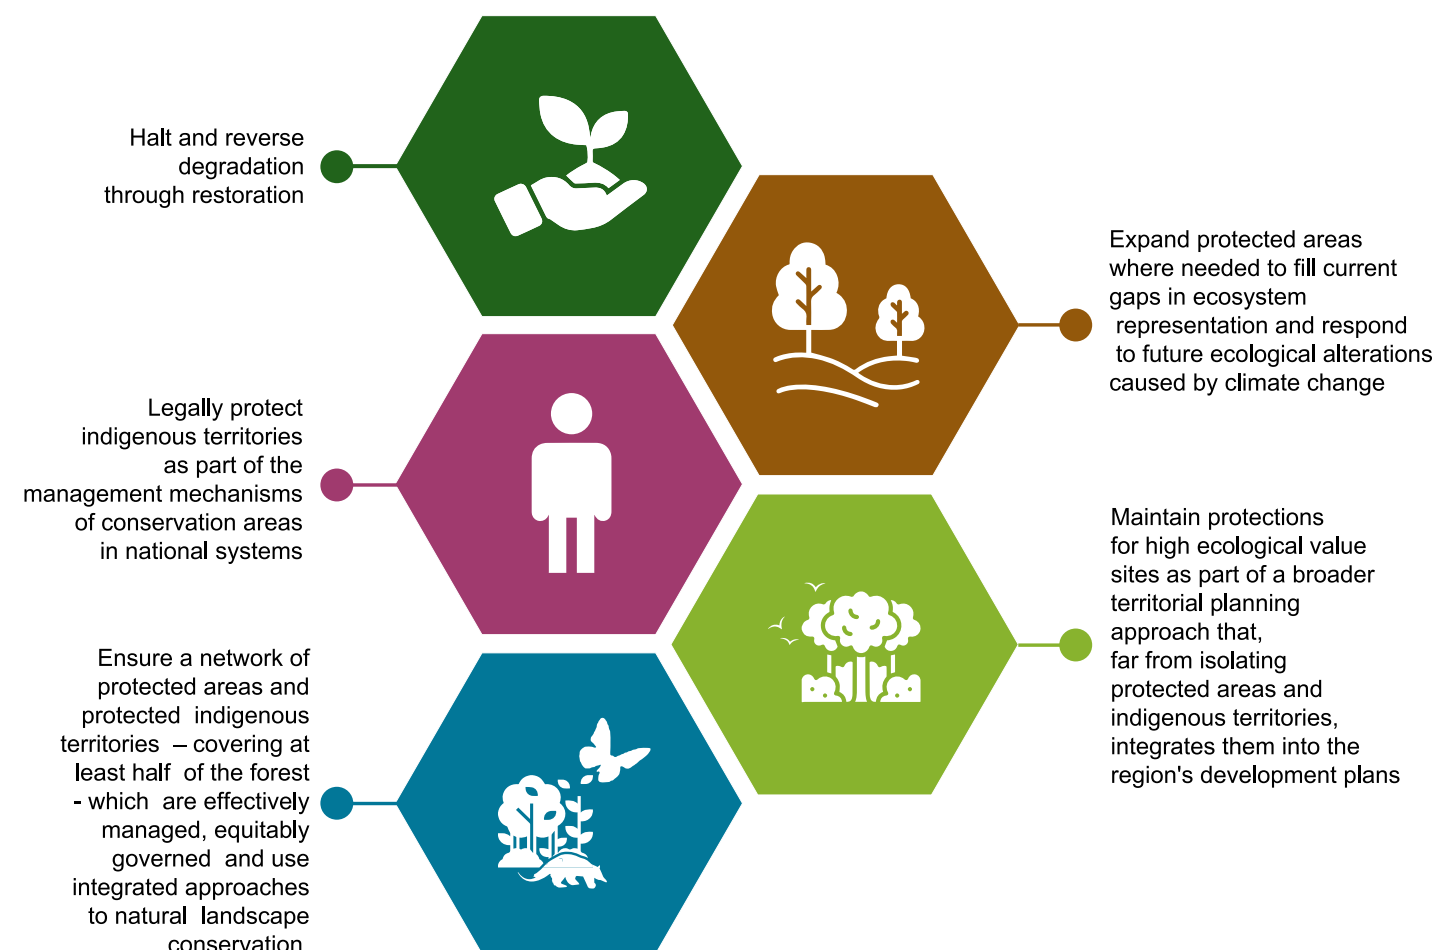 Halt and reverse
degradation
through restoration
Expand protected areas
where needed to fill current
gaps in ecosystem
representation and respond
to future ecological alterations
caused by climate change
Legally protect
indigenous territories
as part of the
management mechanisms
of conservation areas
in national systems
Maintain protections
for high ecological value
sites as part of a broader
territorial planning
approach that,
far from isolating
protected areas and
indigenous territories,
integrates them into the
region's development plans
Ensure a network of
protected areas and
protected indigenous
territories – covering at
least half of the forest
- which are effectively
managed, equitably
governed and use
integrated approaches
to natural landscape
conservation